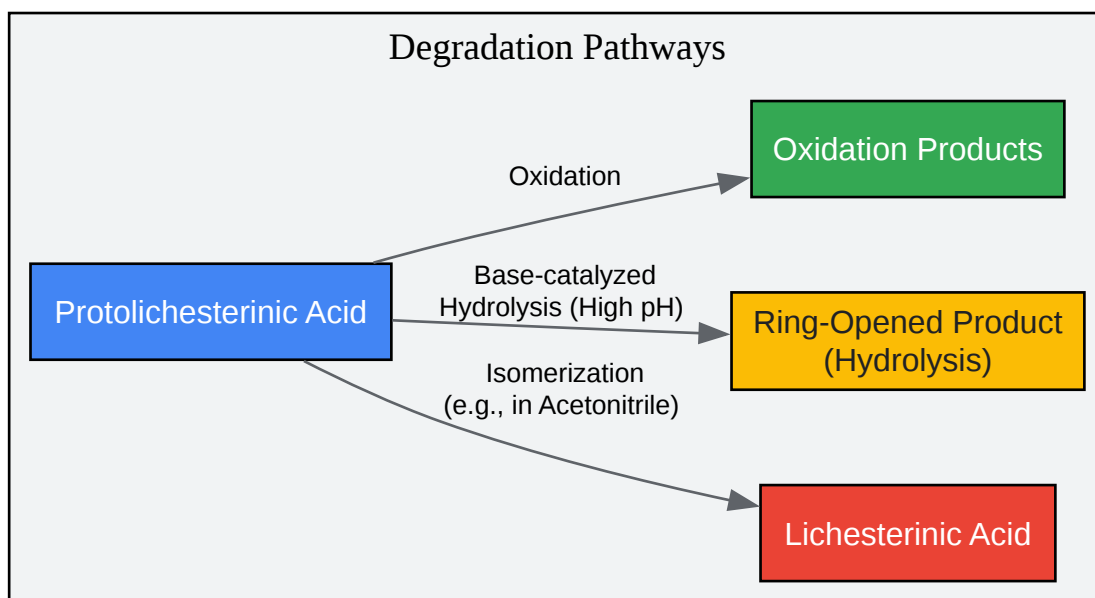 Degradation Pathways
Oxidation Products
Oxidation
Base-catalyzed
Hydrolysis (High pH)
Protolichesterinic Acid
Ring-Opened Product
(Hydrolysis)
Isomerization
(e.g., in Acetonitrile)
Lichesterinic Acid